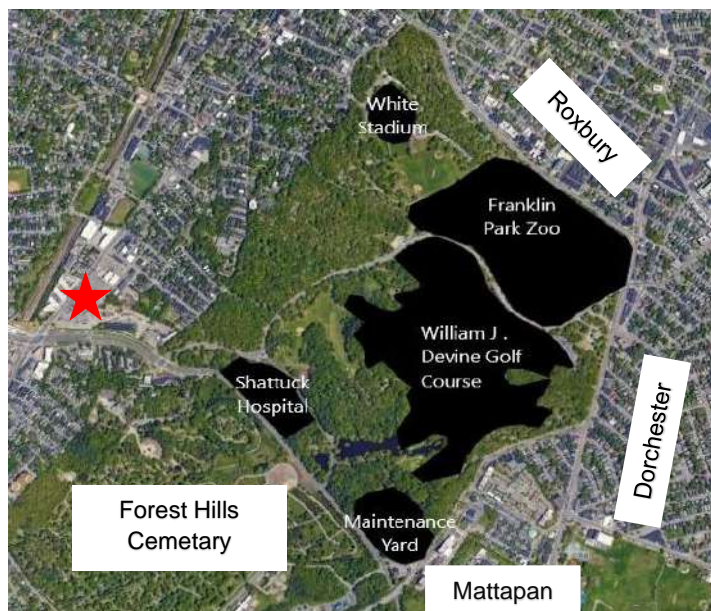 White
Stadium
Roxbury
Franklin
Park Zoo
William J .
Devine Golf
Course
Shattuck
Hospital
Dorchester
Forest Hills
Cemetary
Maintenance
Yard
Mattapan